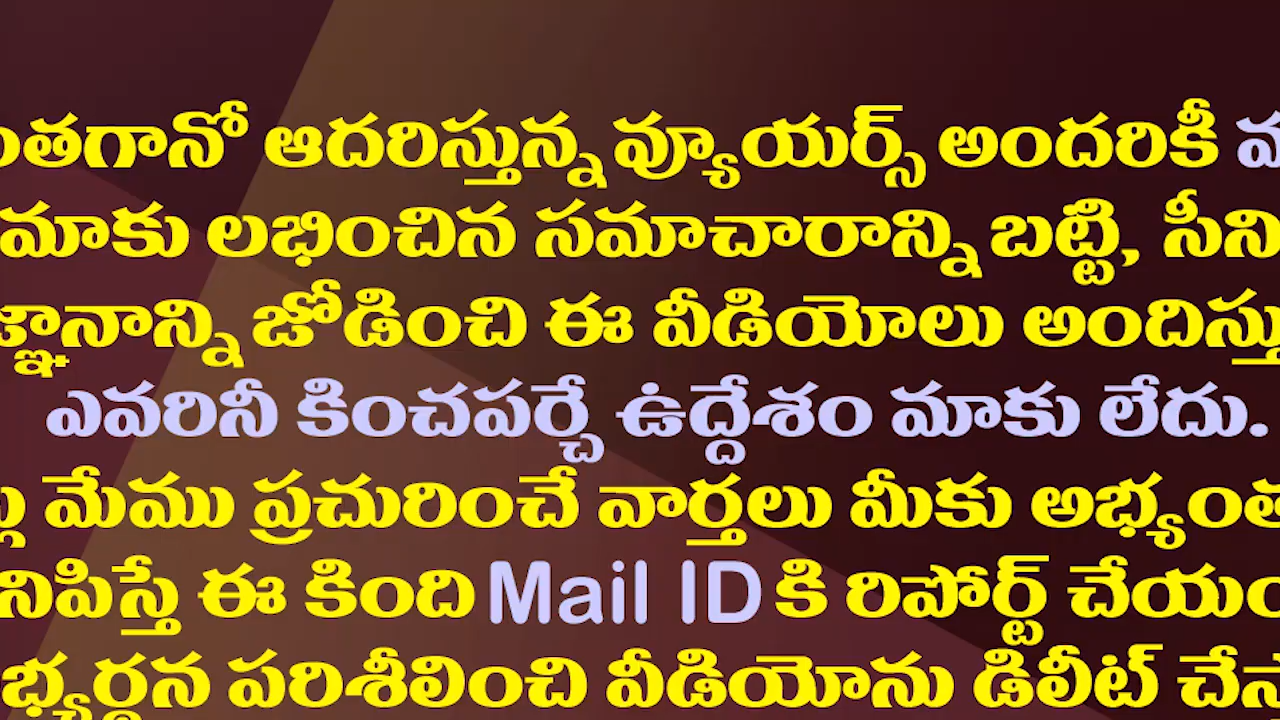 ఆదరిస్తున్న వ్యూయర్స్ అందరికీ
మాకు లభించిన సమాచారాన్ని బట్టి,
జోడించి ఈ వీడియోలు
ఎవరినీ కించపర్చే ఉద్దేశం మాకు లేదు.
మేము ప్రచురించే వార్తలు మీకు
ఈ కింది Mail ID కి రిపోర్ట్
పరిశీలించి వీడియోను డిలీట్